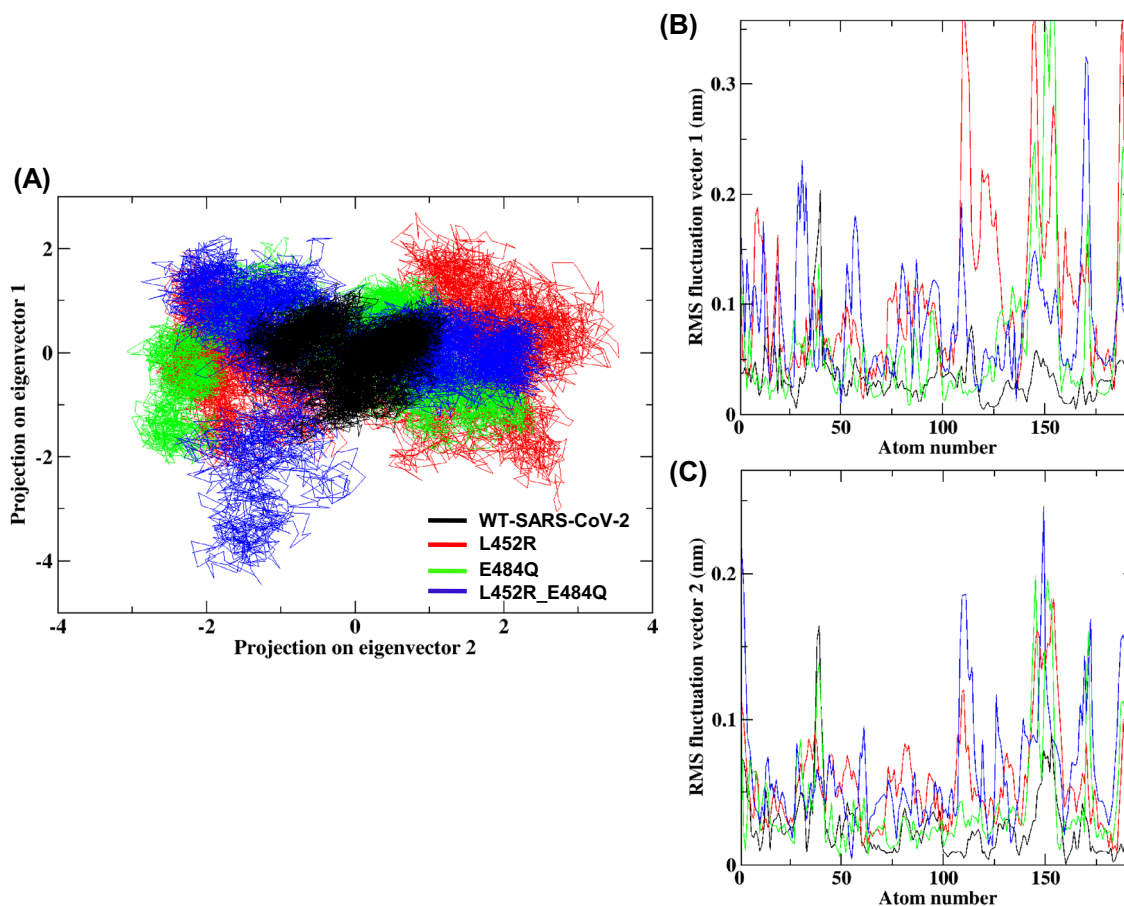 (A)
Projection on eigenvector 1
2
0
-2
-4
-4
-2
0
2
4
Projection on eigenvector 2
WT-SARS-CoV-2
L452R
E484Q
L452R_E484Q
(B)
RMS fluctuation vector 1 (nm)
0.3
0.2
0.1
0
0
50
100
150
Atom number
(C)
RMS fluctuation vector 2 (nm)
0.2
0.1
0
0
50
100
150
Atom number